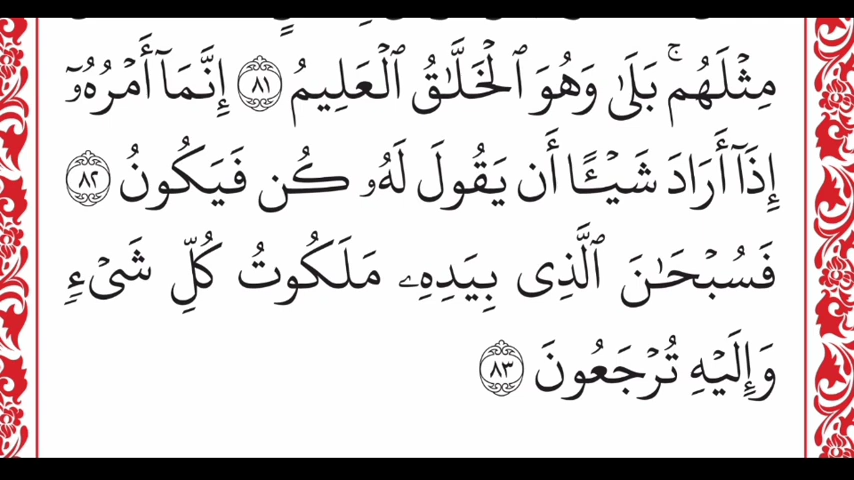 مِثْلَهُم ۚ بَلَىٰ وَهُوَ ٱلْخَلَّـٰقُ ٱلْعَلِيمُ ٨١ إِنَّمَآ أَمْرُهُۥٓ
إِذَآ أَرَادَ شَيْـًٔا أَن يَقُولَ لَهُۥ كُن فَيَكُونُ ٨٢
فَسُبْحَـٰنَ ٱلَّذِى بِيَدِهِۦ مَلَكُوتُ كُلِّ شَىْءٍ
وَإِلَيْهِ تُرْجَعُونَ ٨٣